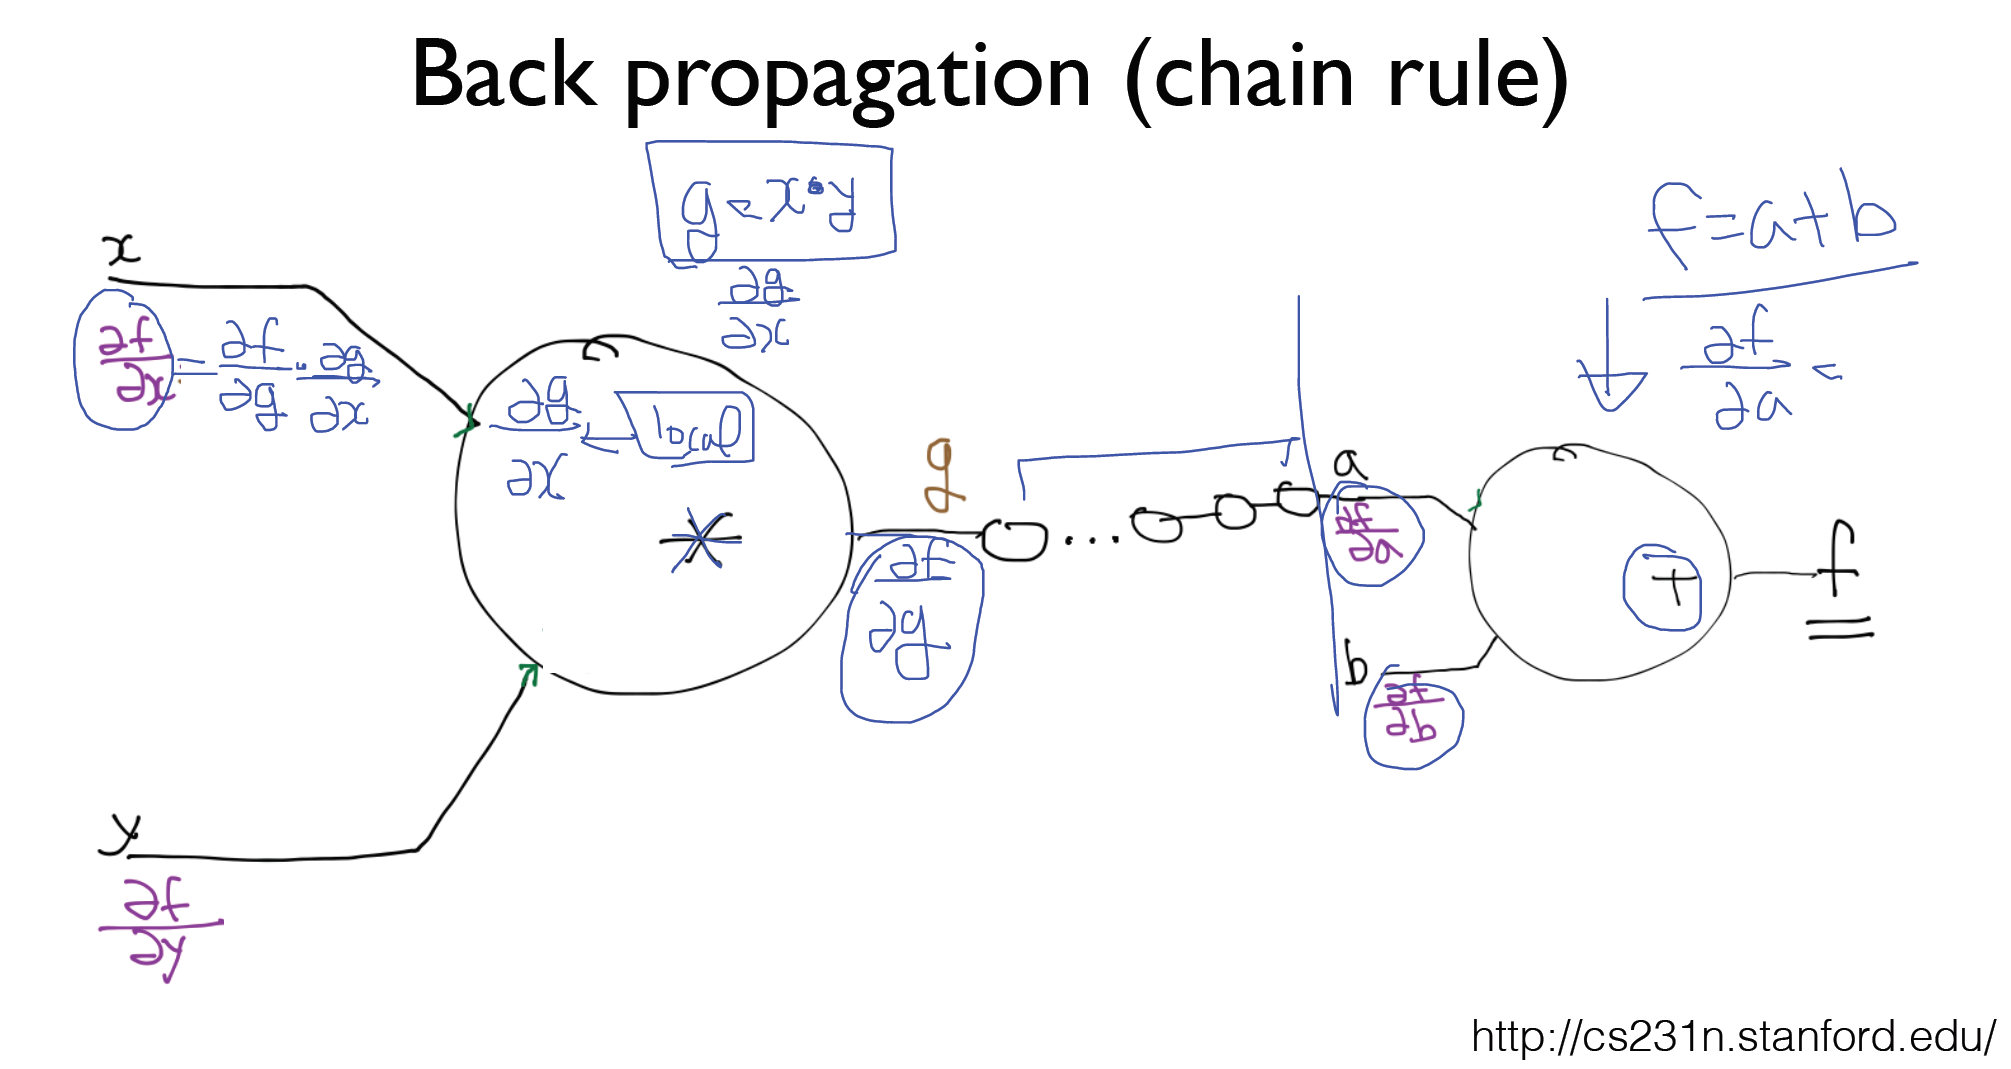 Back propagation (chain rule)
g = x • y
∂g/∂x
f = a + b
∂f/∂a =
x
∂f/∂x = ∂f/∂g · ∂g/∂x
∂g/∂x ← local
*
g
∂f/∂g
...
a
∂f/∂a
b
∂f/∂b
+
f
y
∂f/∂y
http://cs231n.stanford.edu/